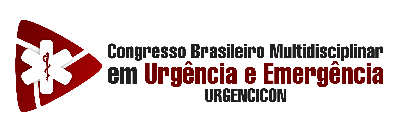 Congresso Brasileiro Multidisciplinar
em Urgência e Emergência
URGENCICON